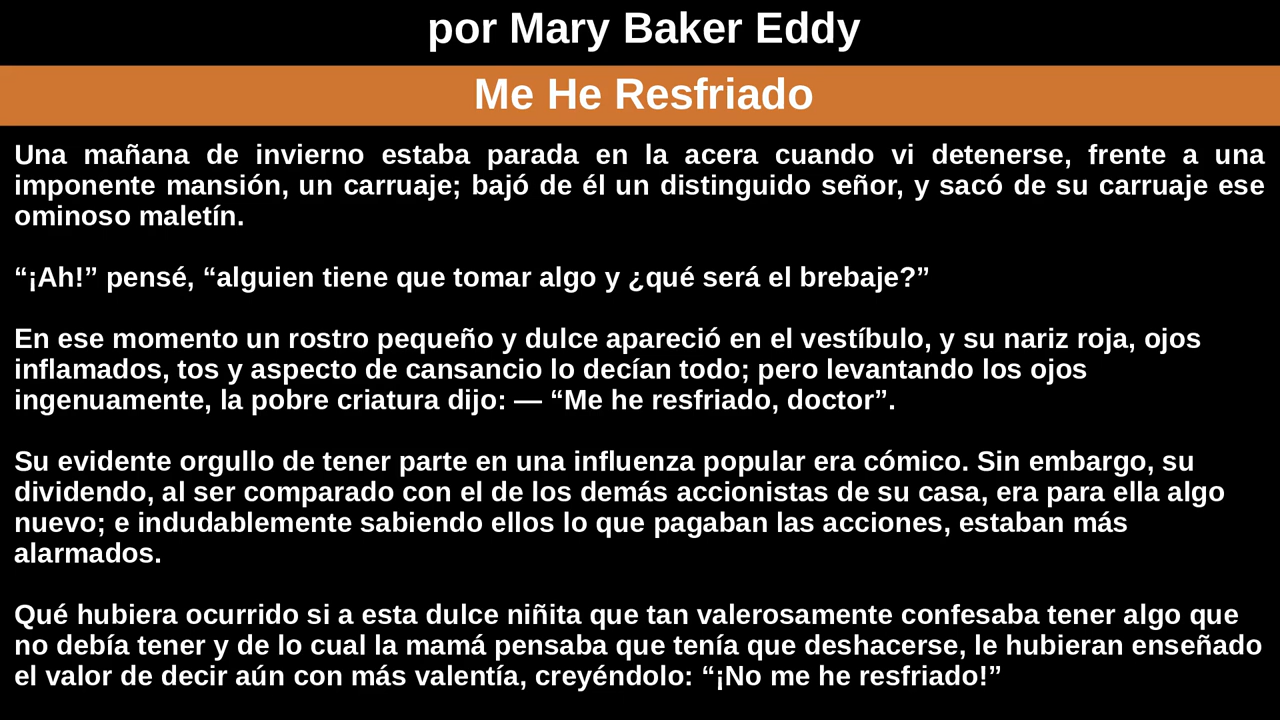 por Mary Baker Eddy
Me He Resfriado
Una mañana de invierno estaba parada en la acera cuando vi detenerse, frente a una
imponente mansión, un carruaje; bajó de él un distinguido señor, y sacó de su carruaje ese
ominoso maletín.
“¡Ah!” pensé, “alguien tiene que tomar algo y ¿qué será el brebaje?”
En ese momento un rostro pequeño y dulce apareció en el vestíbulo, y su nariz roja, ojos
inflamados, tos y aspecto de cansancio lo decían todo; pero levantando los ojos
ingenuamente, la pobre criatura dijo: — “Me he resfriado, doctor”.
Su evidente orgullo de tener parte en una influenza popular era cómico. Sin embargo, su
dividendo, al ser comparado con el de los demás accionistas de su casa, era para ella algo
nuevo; e indudablemente sabiendo ellos lo que pagaban las acciones, estaban más
alarmados.
Qué hubiera ocurrido si a esta dulce niñita que tan valerosamente confesaba tener algo que
no debía tener y de lo cual la mamá pensaba que tenía que deshacerse, le hubieran enseñado
el valor de decir aún con más valentía, creyéndolo: “¡No me he resfriado!”